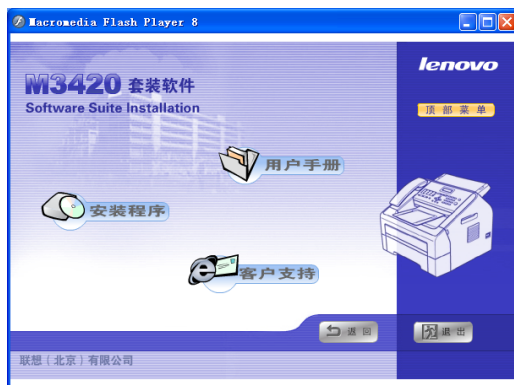 Macromedia Flash Player 8
lenovo
M3420 套装软件
Software Suite Installation
顶部菜单
用户手册
安装程序
客户支持
返回
退出
联想（北京）有限公司